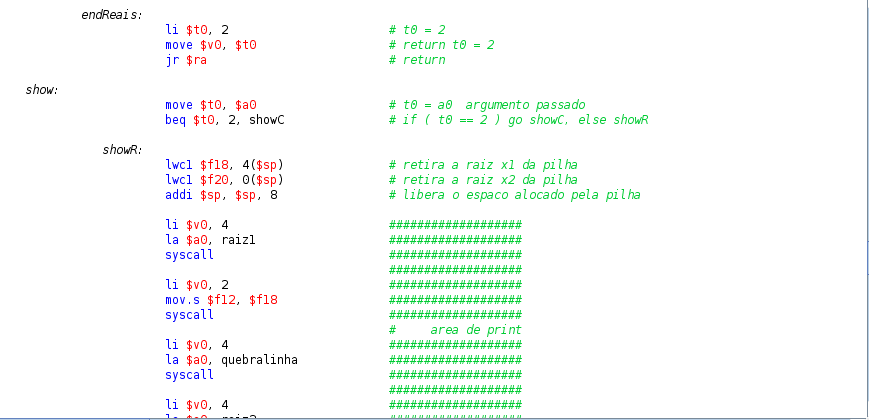 endReais:
li $t0, 2 # t0 = 2
move $v0, $t0 # return t0 = 2
jr $ra # return
show:
move $t0, $a0 # t0 = a0 argumento passado
beq $t0, 2, showC # if ( t0 == 2 ) go showC, else showR
showR:
lwc1 $f18, 4($sp) # retira a raiz x1 da pilha
lwc1 $f20, 0($sp) # retira a raiz x2 da pilha
addi $sp, $sp, 8 # libera o espaco alocado pela pilha
li $v0, 4 ###################
la $a0, raiz1 ###################
syscall ###################
###################
li $v0, 2 ###################
mov.s $f12, $f18 ###################
syscall ###################
# area de print
li $v0, 4 ###################
la $a0, quebralinha ###################
syscall ###################
###################
li $v0, 4 ###################